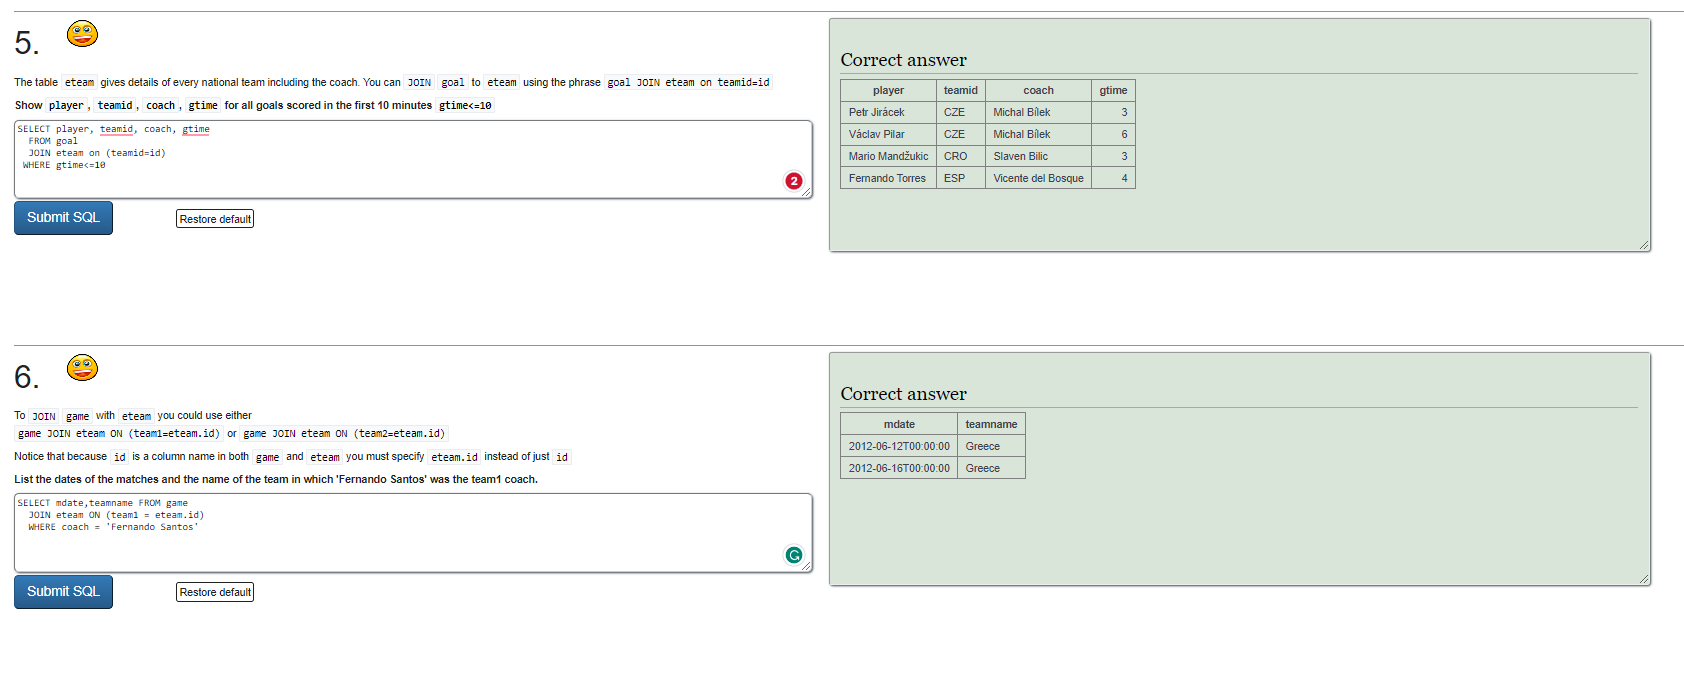 5.
The table eteam gives details of every national team including the coach. You can JOIN goal to eteam using the phrase goal JOIN eteam on teamid=id
Show player, teamid, coach, gtime for all goals scored in the first 10 minutes gtime<=10
SELECT player, teamid, coach, gtime
FROM goal
JOIN eteam on (teamid=id)
WHERE gtime<=10
2
Submit SQL Restore default
Correct answer
player teamid coach gtime
Petr Jirácek CZE Michal Bílek 3
Václav Pilar CZE Michal Bílek 6
Mario Mandžukic CRO Slaven Bilic 3
Fernando Torres ESP Vicente del Bosque 4
6.
To JOIN game with eteam you could use either
game JOIN eteam ON (team1=eteam.id) or game JOIN eteam ON (team2=eteam.id)
Notice that because id is a column name in both game and eteam you must specify eteam.id instead of just id
List the dates of the matches and the name of the team in which 'Fernando Santos' was the team1 coach.
SELECT mdate,teamname FROM game
JOIN eteam ON (team1 = eteam.id)
WHERE coach = 'Fernando Santos'
Submit SQL Restore default
Correct answer
mdate teamname
2012-06-12T00:00:00 Greece
2012-06-16T00:00:00 Greece